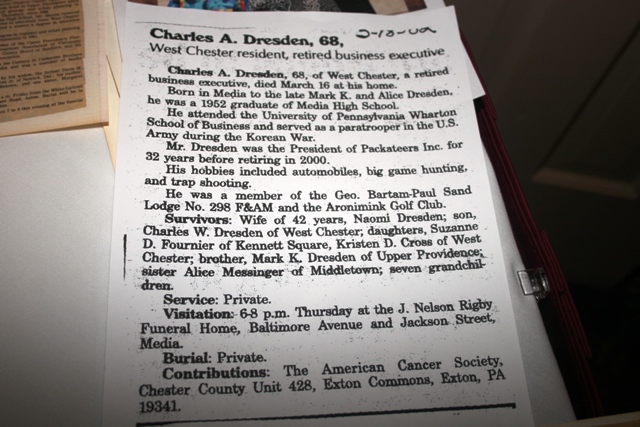 Charles A. Dresden, 68,
West Chester resident, retired business executive
Charles A. Dresden, 68, of West Chester, a retired
business executive, died March 16 at his home.
Born in Media to the late Mark K. and Alice Dresden,
he was a 1952 graduate of Media High School.
He attended the University of Pennsylvania Wharton
School of Business and served as a paratrooper in the U.S.
Army during the Korean War.
Mr. Dresden was the President of Packateers Inc. for
32 years before retiring in 2000.
His hobbies included automobiles, big game hunting,
and trap shooting.
He was a member of the Geo. Bartam-Paul Sand
Lodge No. 298 F&AM and the Aronimink Golf Club.
Survivors: Wife of 42 years, Naomi Dresden; son,
Charles W. Dresden of West Chester; daughters, Suzanne
D. Fournier of Kennett Square, Kristen D. Cross of West
Chester; brother, Mark K. Dresden of Upper Providence;
sister Alice Messinger of Middletown; seven grandchil-
dren.
Service: Private.
Visitation: 6-8 p.m. Thursday at the J. Nelson Rigby
Funeral Home, Baltimore Avenue and Jackson Street,
Media.
Burial: Private.
Contributions: The American Cancer Society,
Chester County Unit 428, Exton Commons, Exton, PA
19341.